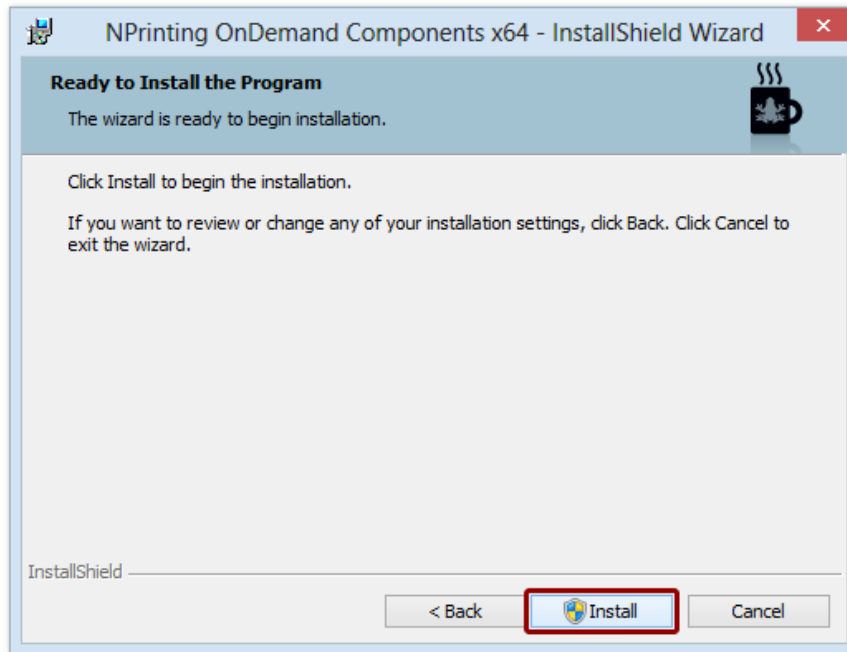 NPrinting OnDemand Components x64 - InstallShield Wizard
Ready to Install the Program
The wizard is ready to begin installation.
Click Install to begin the installation.
If you want to review or change any of your installation settings, click Back. Click Cancel to
exit the wizard.
InstallShield
< Back
Install
Cancel